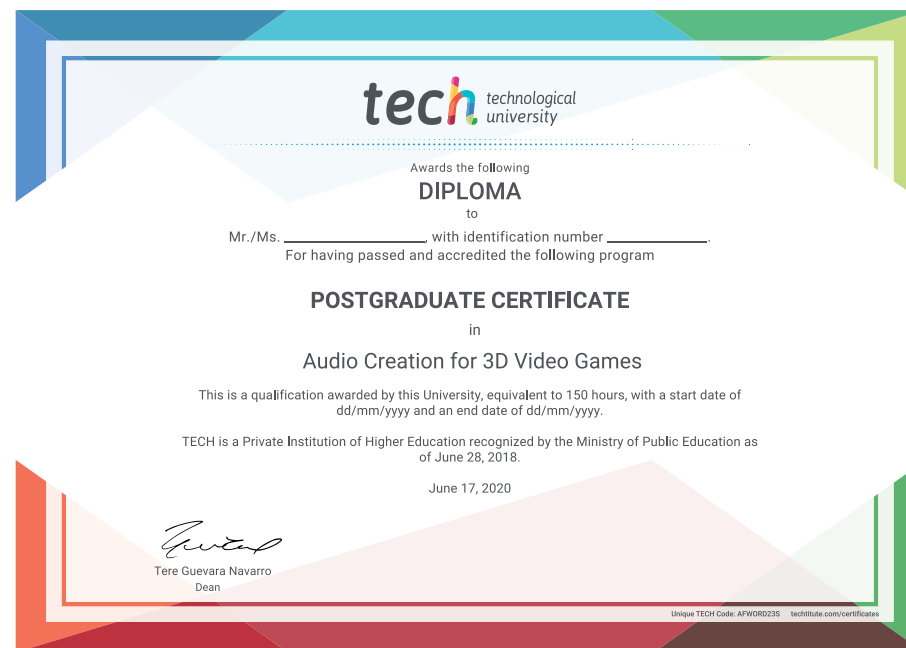 tech technological
university
Awards the following
DIPLOMA
to
Mr./Ms. ____________________, with identification number ______________.
For having passed and accredited the following program
POSTGRADUATE CERTIFICATE
in
Audio Creation for 3D Video Games
This is a qualification awarded by this University, equivalent to 150 hours, with a start date of
dd/mm/yyyy and an end date of dd/mm/yyyy.
TECH is a Private Institution of Higher Education recognized by the Ministry of Public Education as
of June 28, 2018.
June 17, 2020
Tere Guevara Navarro
Dean
Unique TECH Code: AFWORD23S techtitute.com/certificates